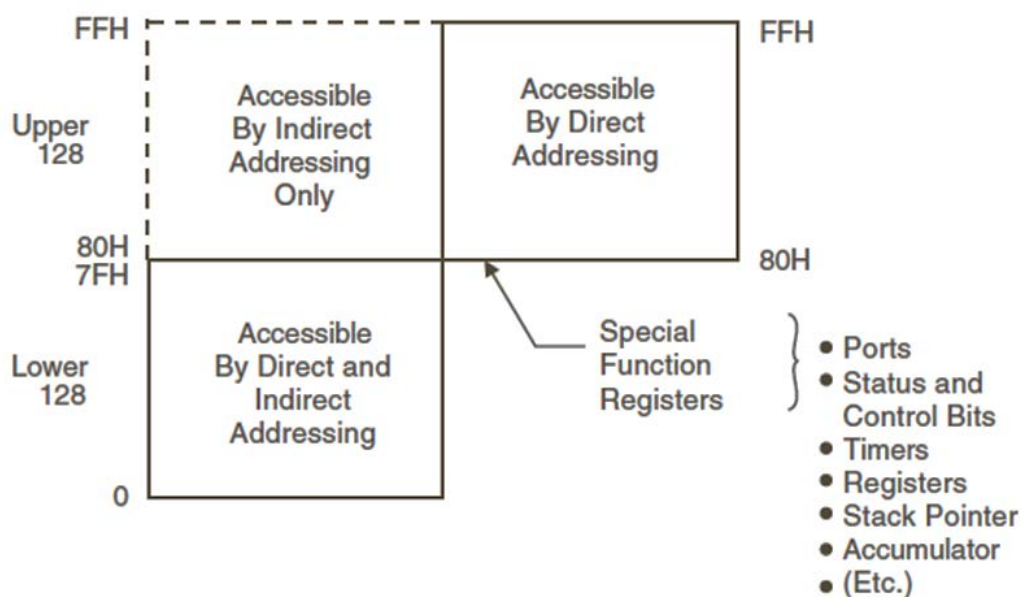 FFH
Upper
128
80H
7FH
Lower
128
0
Accessible
By Indirect
Addressing
Only
Accessible
By Direct
Addressing
FFH
80H
Accessible
By Direct and
Indirect
Addressing
Special
Function
Registers
• Ports
• Status and
Control Bits
• Timers
• Registers
• Stack Pointer
• Accumulator
• (Etc.)